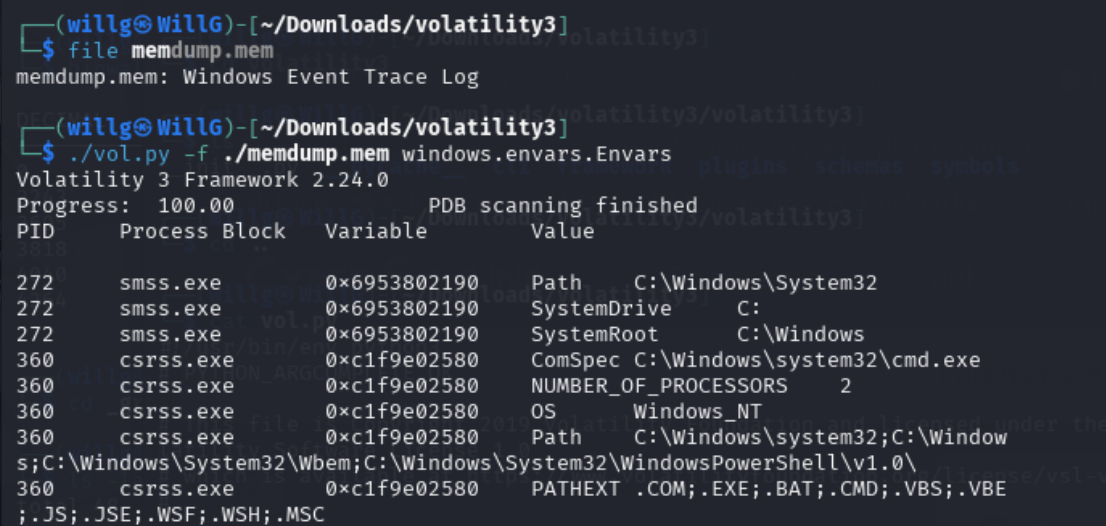 ┌──(willg㉿WillG)-[~/Downloads/volatility3]
└─$ file memdump.mem
memdump.mem: Windows Event Trace Log
┌──(willg㉿WillG)-[~/Downloads/volatility3]
└─$ ./vol.py -f ./memdump.mem windows.envars.Envars
Volatility 3 Framework 2.24.0
Progress:  100.00               PDB scanning finished
PID     Process Block   Variable        Value
272     smss.exe        0×6953802190    Path    C:\Windows\System32
272     smss.exe        0×6953802190    SystemDrive     C:
272     smss.exe        0×6953802190    SystemRoot      C:\Windows
360     csrss.exe       0×c1f9e02580    ComSpec C:\Windows\system32\cmd.exe
360     csrss.exe       0×c1f9e02580    NUMBER_OF_PROCESSORS    2
360     csrss.exe       0×c1f9e02580    OS      Windows_NT
360     csrss.exe       0×c1f9e02580    Path    C:\Windows\system;C:\Window
s;C:\Windows\System32\Wbem;C:\Windows\System32\WindowsPowerShell\v1.0\
360     csrss.exe       0×c1f9e02580    PATHEXT .COM;.EXE;.BAT;.CMD;.VBS;.VBE
;.JS;.JSE;.WSF;.WSH;.MSC